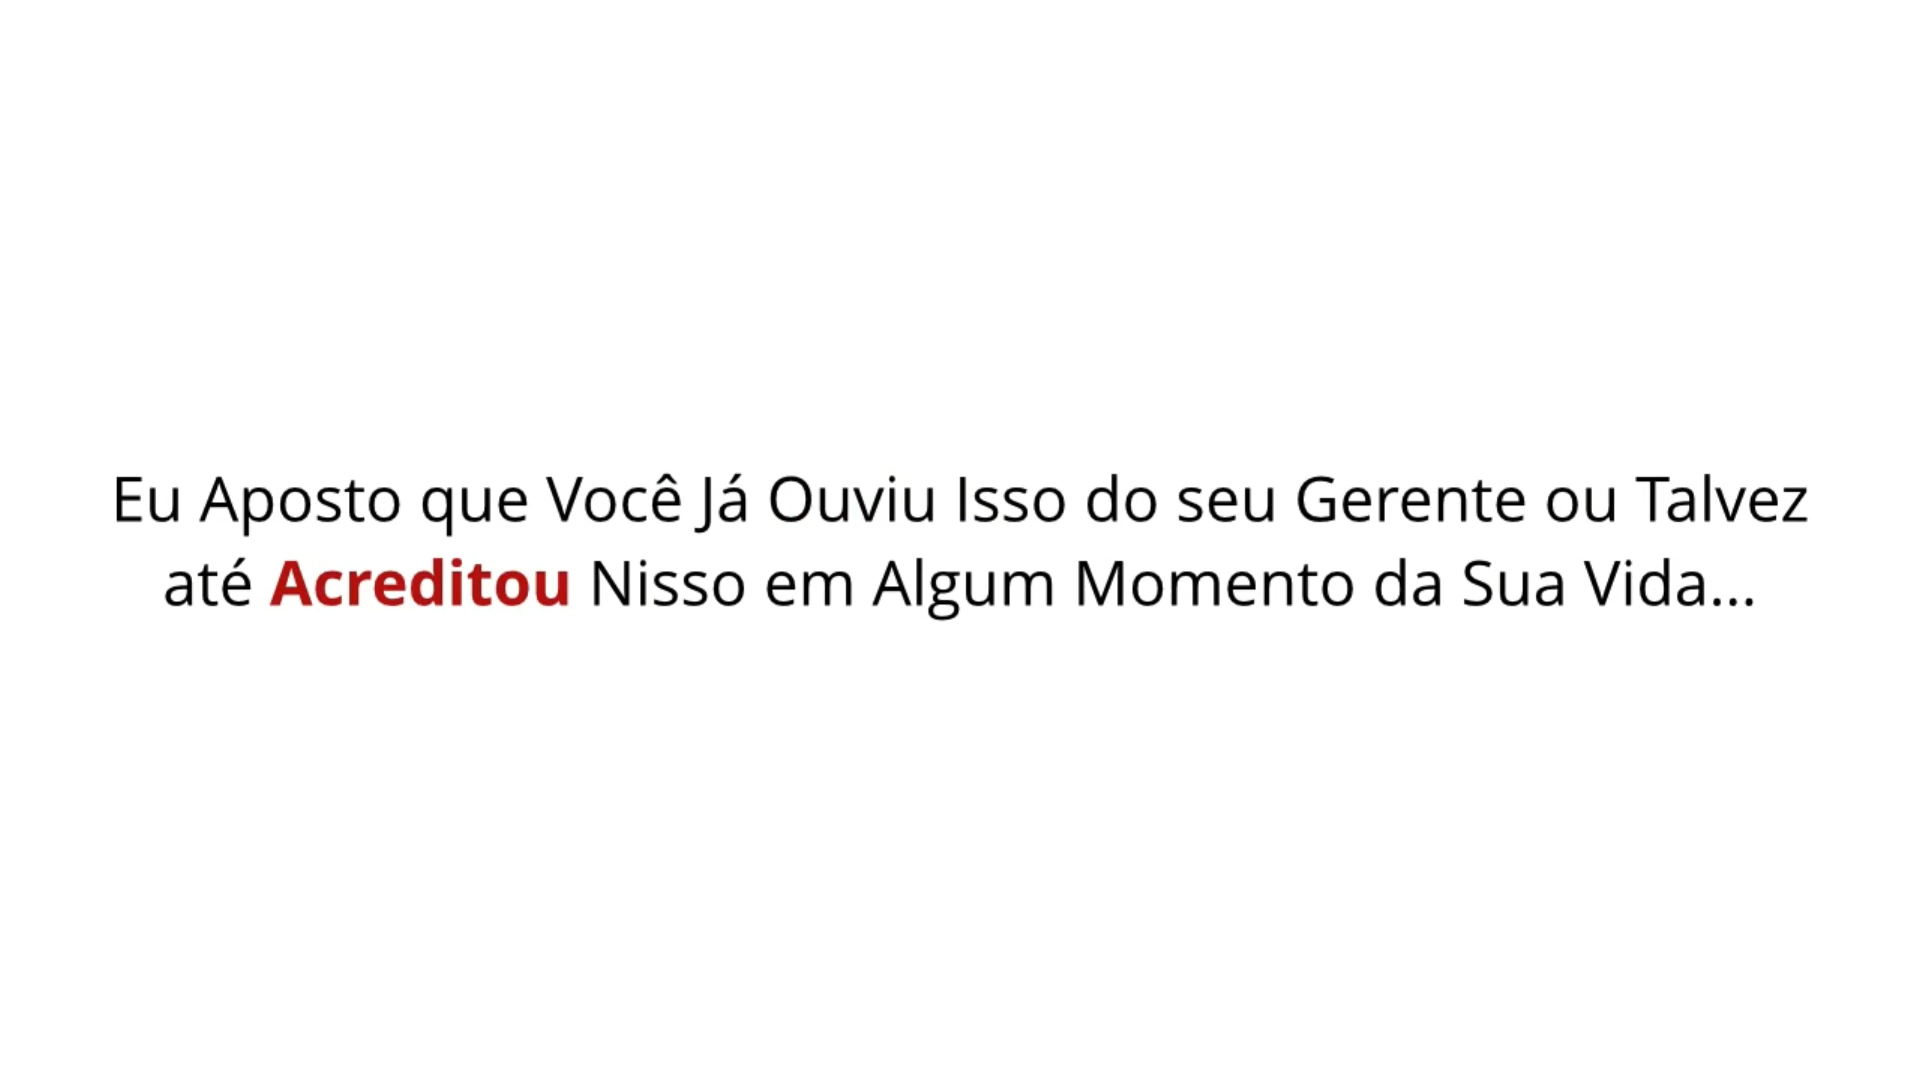 Eu Aposto que Você Já Ouviu Isso do seu Gerente ou Talvez
até Acreditou Nisso em Algum Momento da Sua Vida...